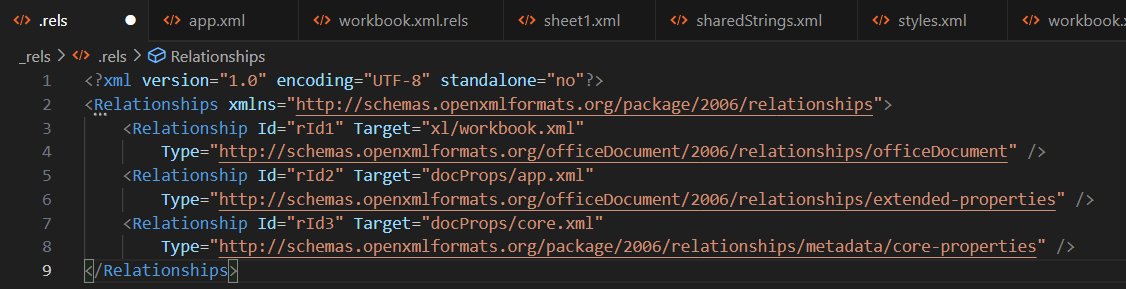 .rels app.xml workbook.xml.rels sheet1.xml sharedStrings.xml styles.xml workbook.
_rels > .rels > Relationships
1 <?xml version="1.0" encoding="UTF-8" standalone="no"?>
2 <Relationships xmlns="http://schemas.openxmlformats.org/package/2006/relationships">
3 <Relationship Id="rId1" Target="xl/workbook.xml"
4 Type="http://schemas.openxmlformats.org/officeDocument/2006/relationships/officeDocument" />
5 <Relationship Id="rId2" Target="docProps/app.xml"
6 Type="http://schemas.openxmlformats.org/officeDocument/2006/relationships/extended-properties" />
7 <Relationship Id="rId3" Target="docProps/core.xml"
8 Type="http://schemas.openxmlformats.org/package/2006/relationships/metadata/core-properties" />
9 </Relationships>